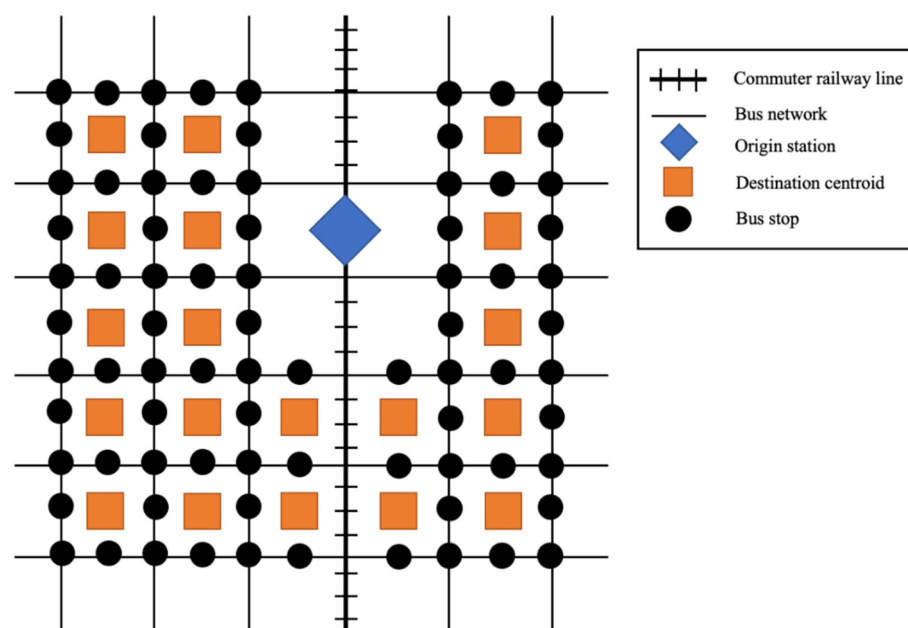 Commuter railway line
Bus network
Origin station
Destination centroid
Bus stop